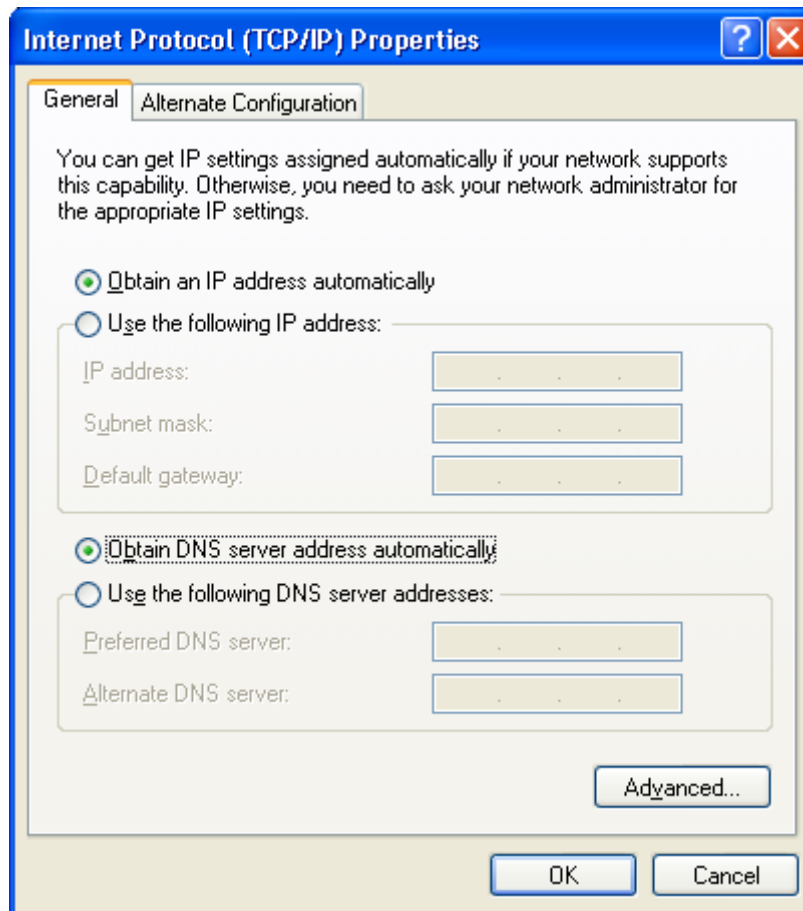 Internet Protocol (TCP/IP) Properties
General
Alternate Configuration
You can get IP settings assigned automatically if your network supports
this capability. Otherwise, you need to ask your network administrator for
the appropriate IP settings.
Obtain an IP address automatically
Use the following IP address:
IP address:
Subnet mask:
Default gateway:
Obtain DNS server address automatically
Use the following DNS server addresses:
Preferred DNS server:
Alternate DNS server:
Advanced...
OK
Cancel